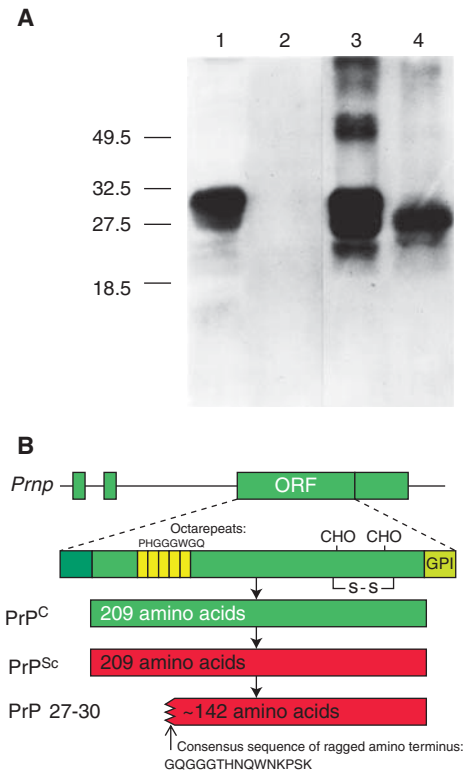 A
1 2 3 4
49.5
32.5
27.5
18.5
B
Prnp
ORF
Octarepeats:
PHGGGWGQ
CHO CHO
GPI
S-S
PrPC
209 amino acids
PrPSc
209 amino acids
PrP 27-30
~142 amino acids
Consensus sequence of ragged amino terminus:
GQGGGTHNQWNKPSK